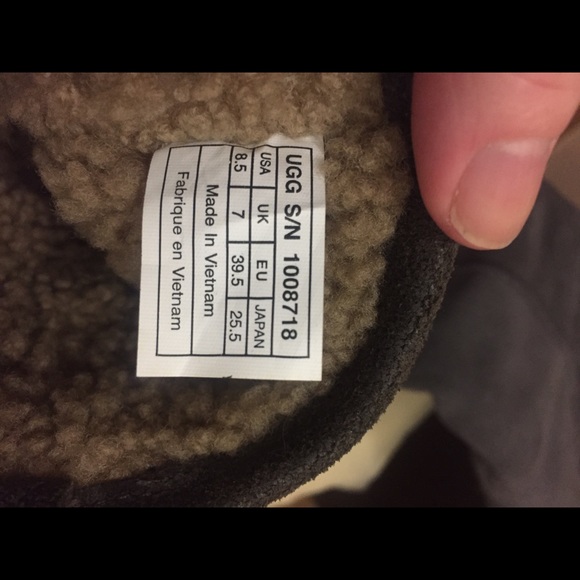 UGG S/N 1008718
USA UK EU JAPAN
8.5 7 39.5 25.5
Made In Vietnam
Fabrique en Vietnam